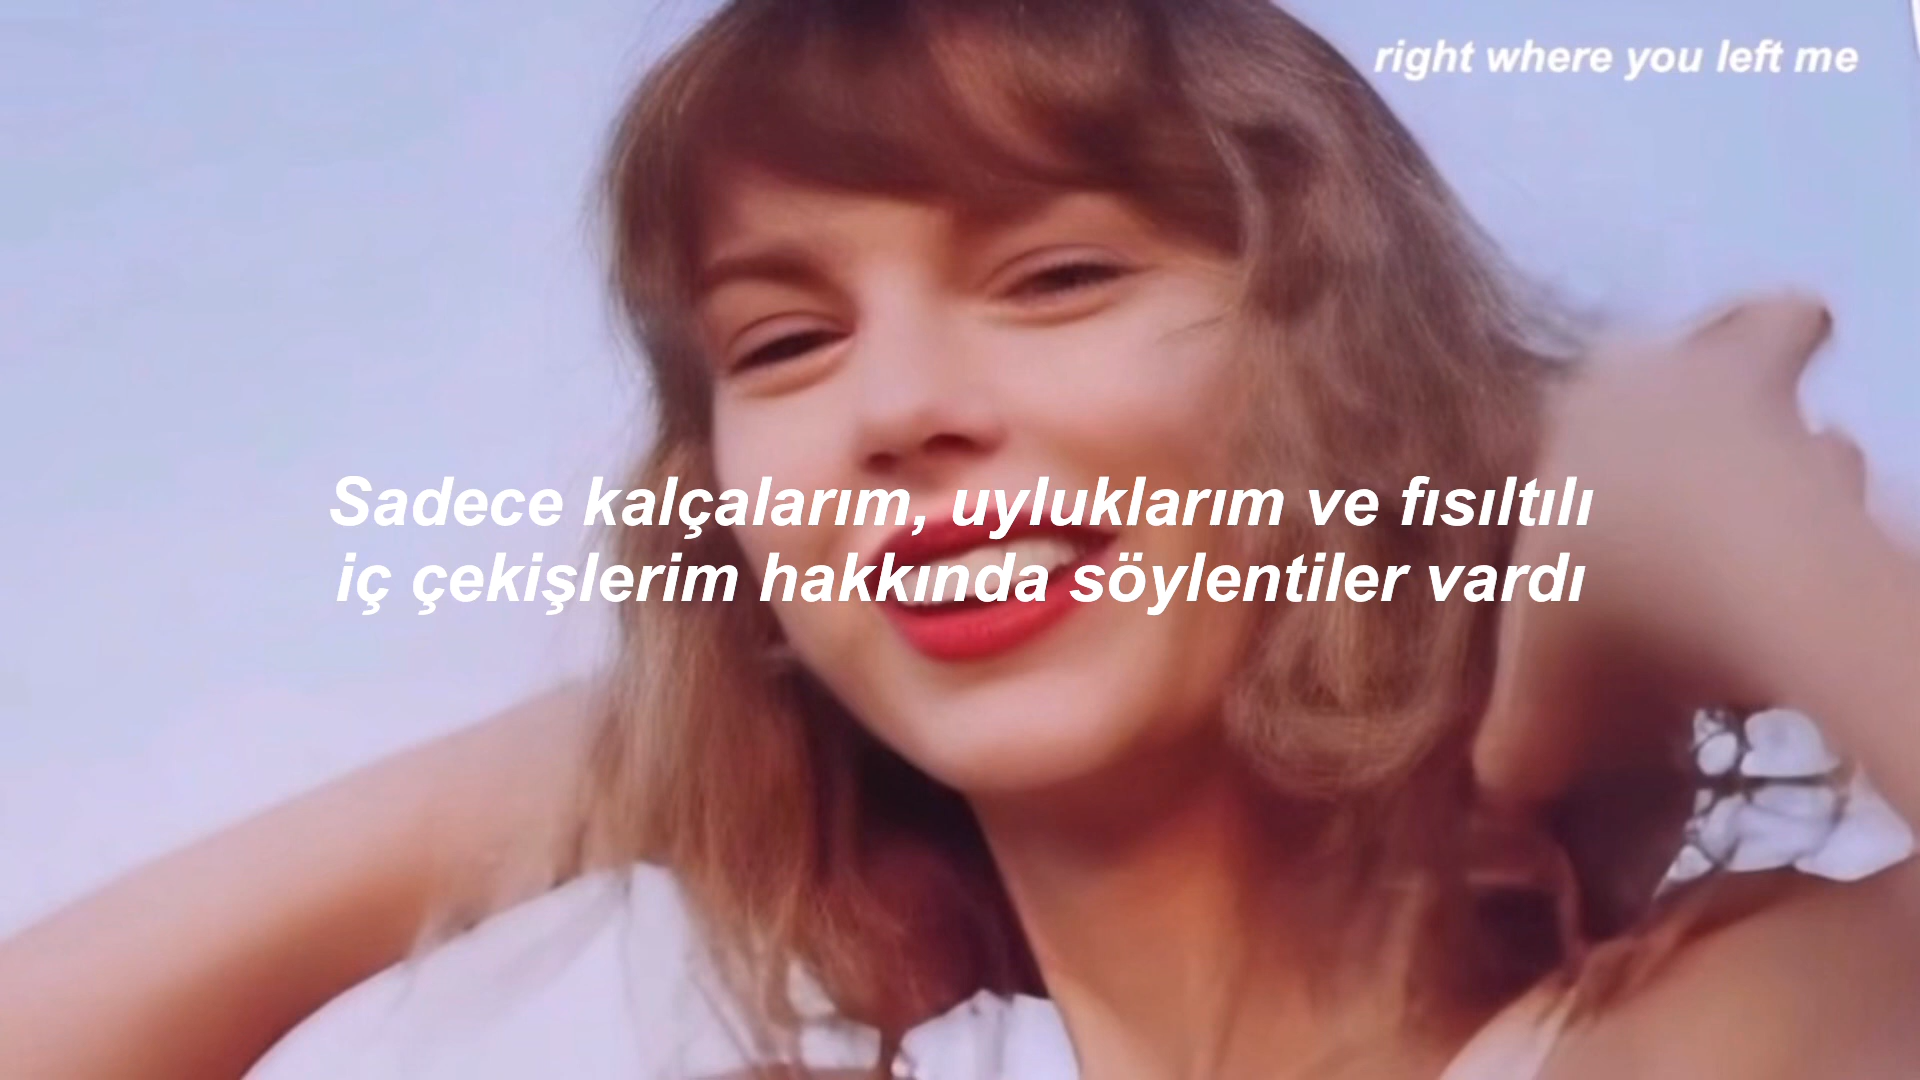 right where you left me
Sadece kalçalarım, uyluklarım ve fısıltılı
iç çekişlerim hakkında söylentiler vardı